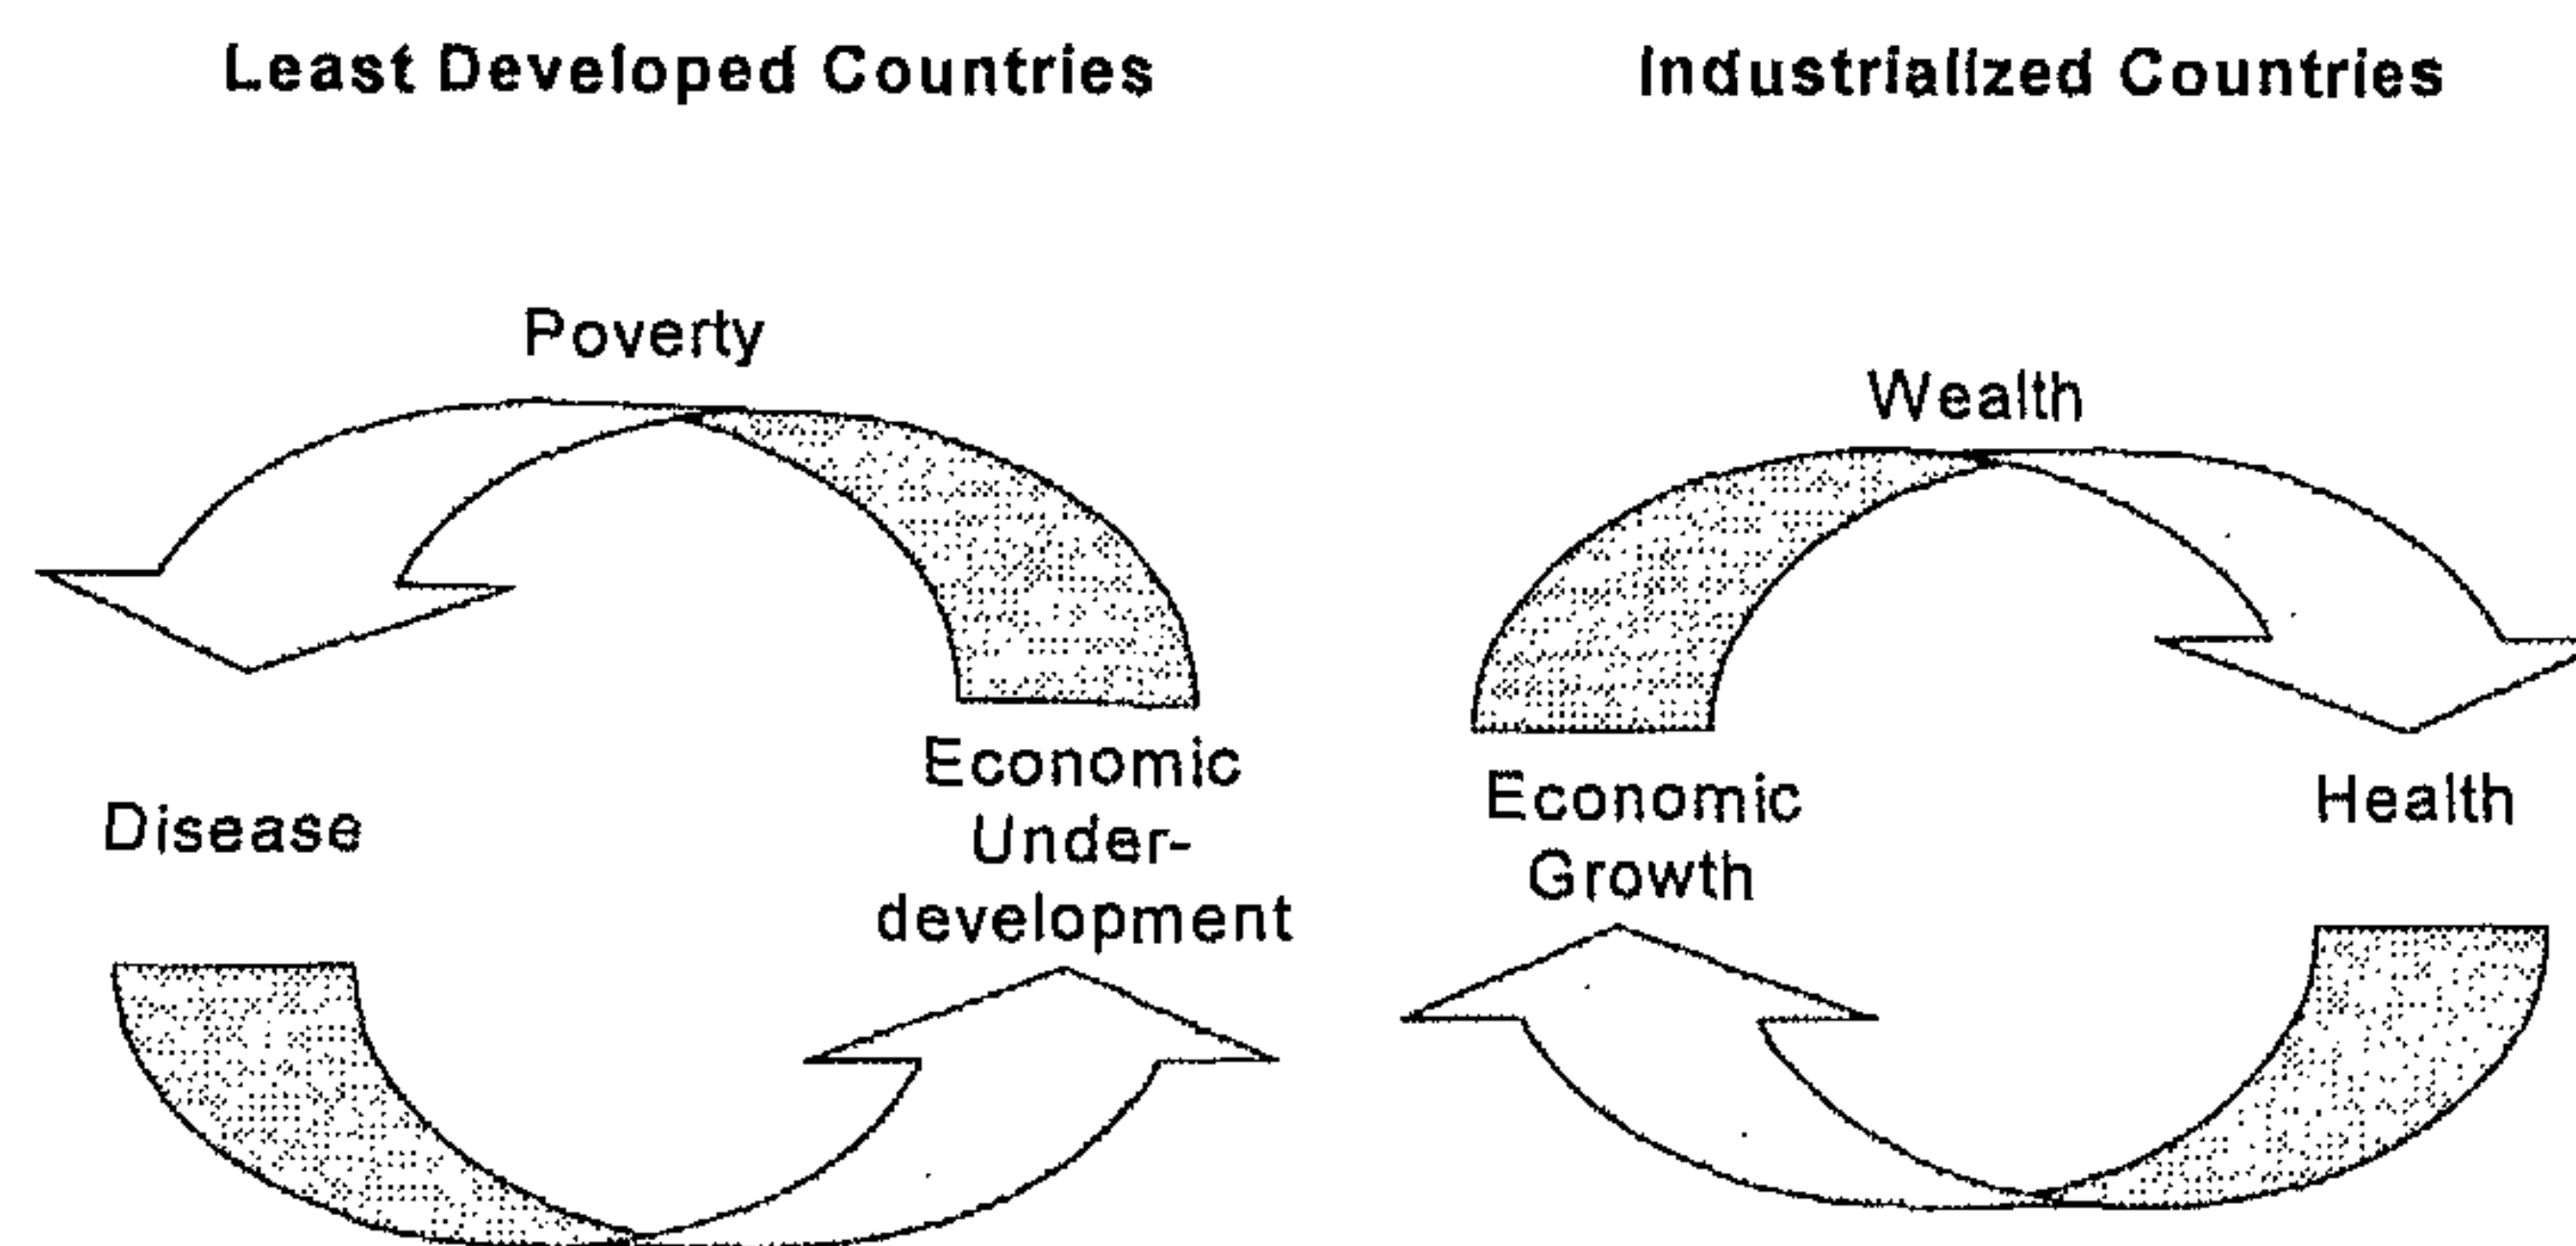 Least Developed Countries
Poverty
Disease
Economic
Under-
development
Industrialized Countries
Wealth
Economic
Growth
Health